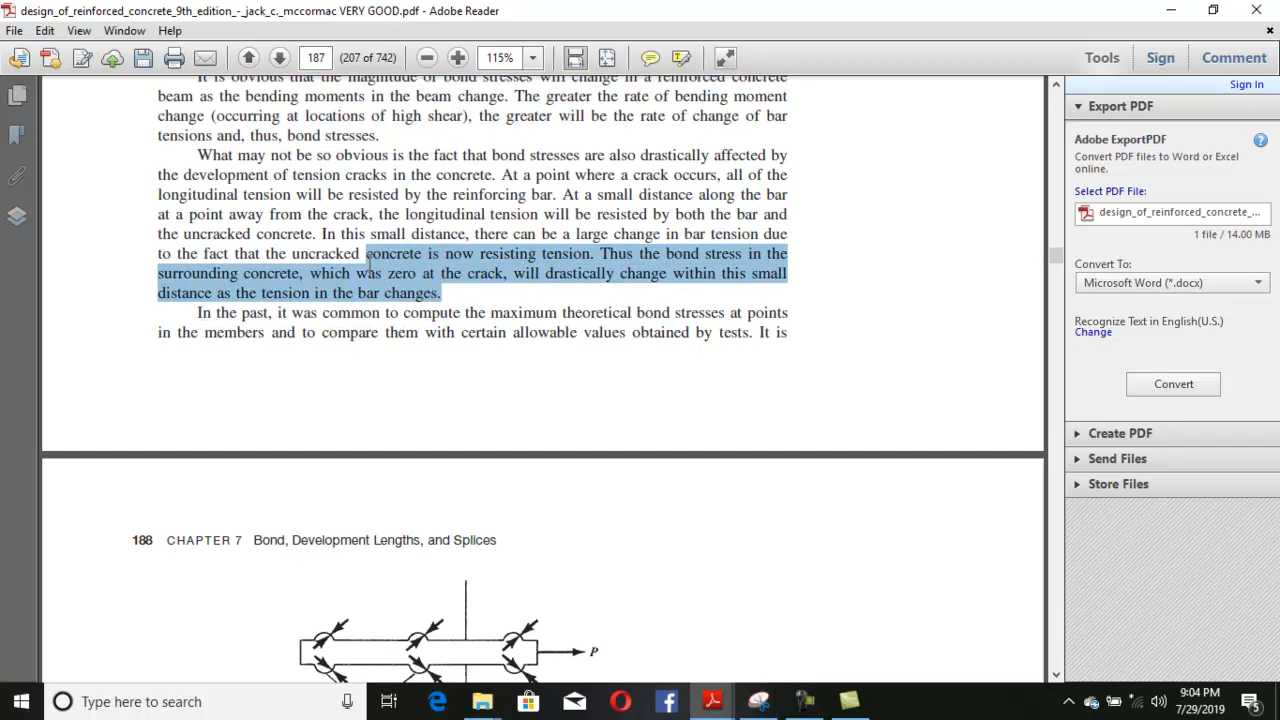 design_of_reinforced_concrete_9th_edition_-_jack_c._mccormac VERY GOOD.pdf - Adobe Reader
File Edit View Window Help
187 (207 of 742) 115% Tools Sign Comment
Sign In
It is obvious that the magnitude of bond stresses will change in a reinforced concrete
beam as the bending moments in the beam change. The greater the rate of bending moment
change (occurring at locations of high shear), the greater will be the rate of change of bar
tensions and, thus, bond stresses.
What may not be so obvious is the fact that bond stresses are also drastically affected by
the development of tension cracks in the concrete. At a point where a crack occurs, all of the
longitudinal tension will be resisted by the reinforcing bar. At a small distance along the bar
at a point away from the crack, the longitudinal tension will be resisted by both the bar and
the uncracked concrete. In this small distance, there can be a large change in bar tension due
to the fact that the uncracked concrete is now resisting tension. Thus the bond stress in the
surrounding concrete, which was zero at the crack, will drastically change within this small
distance as the tension in the bar changes.
In the past, it was common to compute the maximum theoretical bond stresses at points
in the members and to compare them with certain allowable values obtained by tests. It is
188 CHAPTER 7 Bond, Development Lengths, and Splices
P
Export PDF
Adobe ExportPDF
Convert PDF files to Word or Excel
online.
Select PDF File:
design_of_reinforced_concrete_...
1 file / 14.00 MB
Convert To:
Microsoft Word (*.docx)
Recognize Text in English(U.S.)
Change
Convert
Create PDF
Send Files
Store Files
Type here to search
9:04 PM
7/29/2019
5